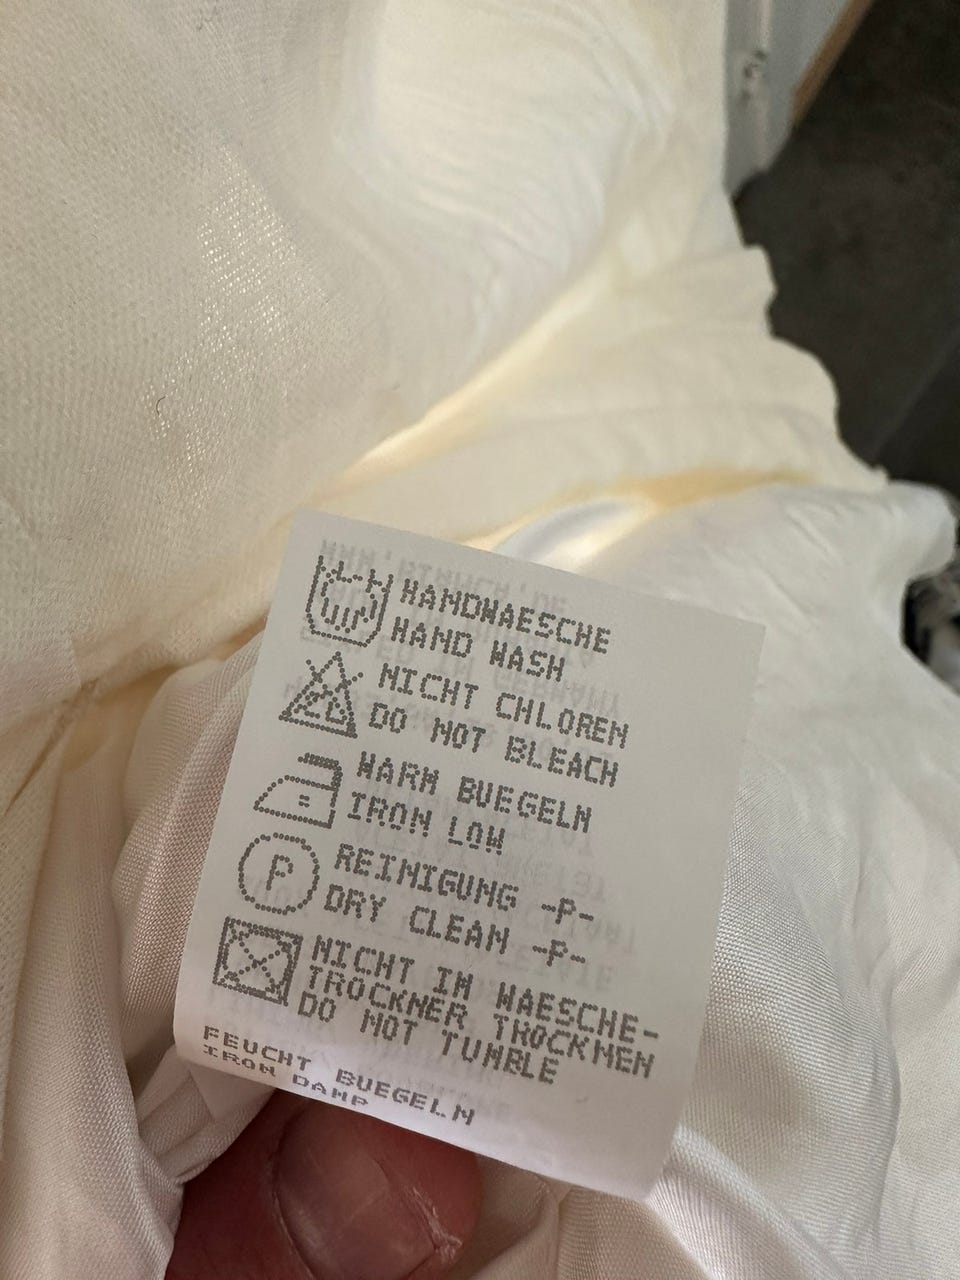 HANDWAESCHE
HAND WASH
NICHT CHLOREN
DO NOT BLEACH
WARM BUEGELN
IRON LOW
P
REINIGUNG -P-
DRY CLEAN -P-
NICHT IM WAESCHE-
TROCKNER TROCKNEN
DO NOT TUMBLE
FEUCHT BUEGELN
IRON DAMP